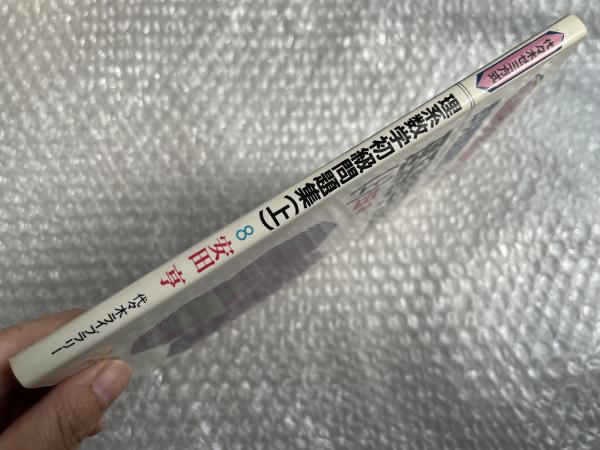 代々木ゼミ方式
理系数学初級問題集(上)
8
安田 亨
代々木ライブラリー